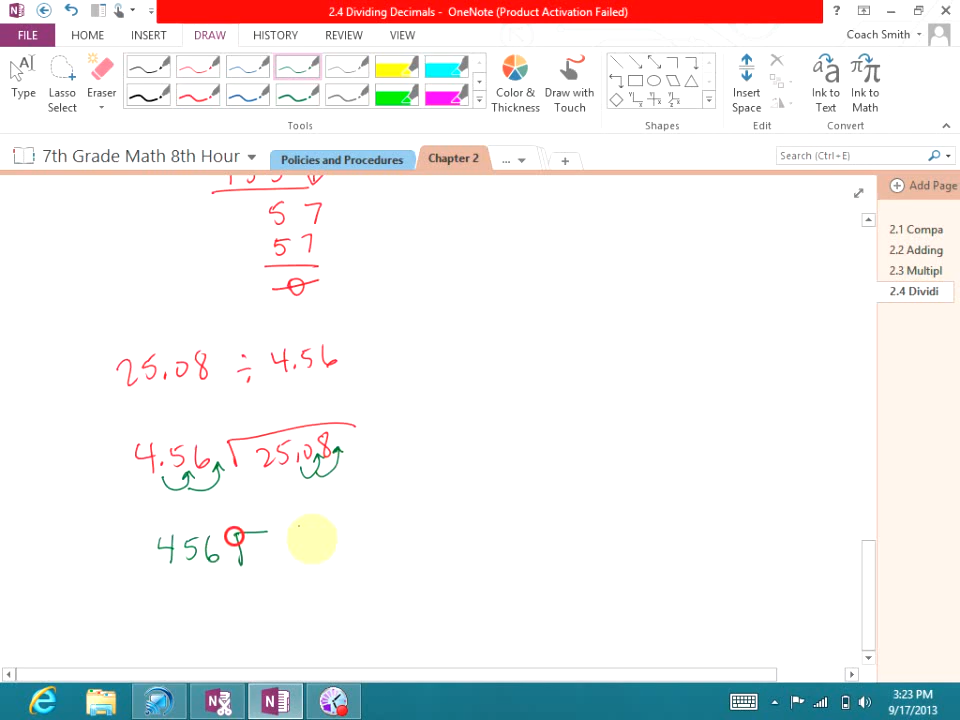 2.4 Dividing Decimals - OneNote (Product Activation Failed)
FILE HOME INSERT DRAW HISTORY REVIEW VIEW
Coach Smith
Type
Lasso Select
Eraser
Color & Thickness
Draw with Touch
Insert Space
Ink to Text
Ink to Math
Tools
Shapes
Edit
Convert
7th Grade Math 8th Hour
Policies and Procedures
Chapter 2
...
Search (Ctrl+E)
Add Page
2.1 Compa
2.2 Adding
2.3 Multipl
2.4 Dividi
5 7
5 7
0
25.08 ÷ 4.56
4.56 25.08
456
3:23 PM
9/17/2013